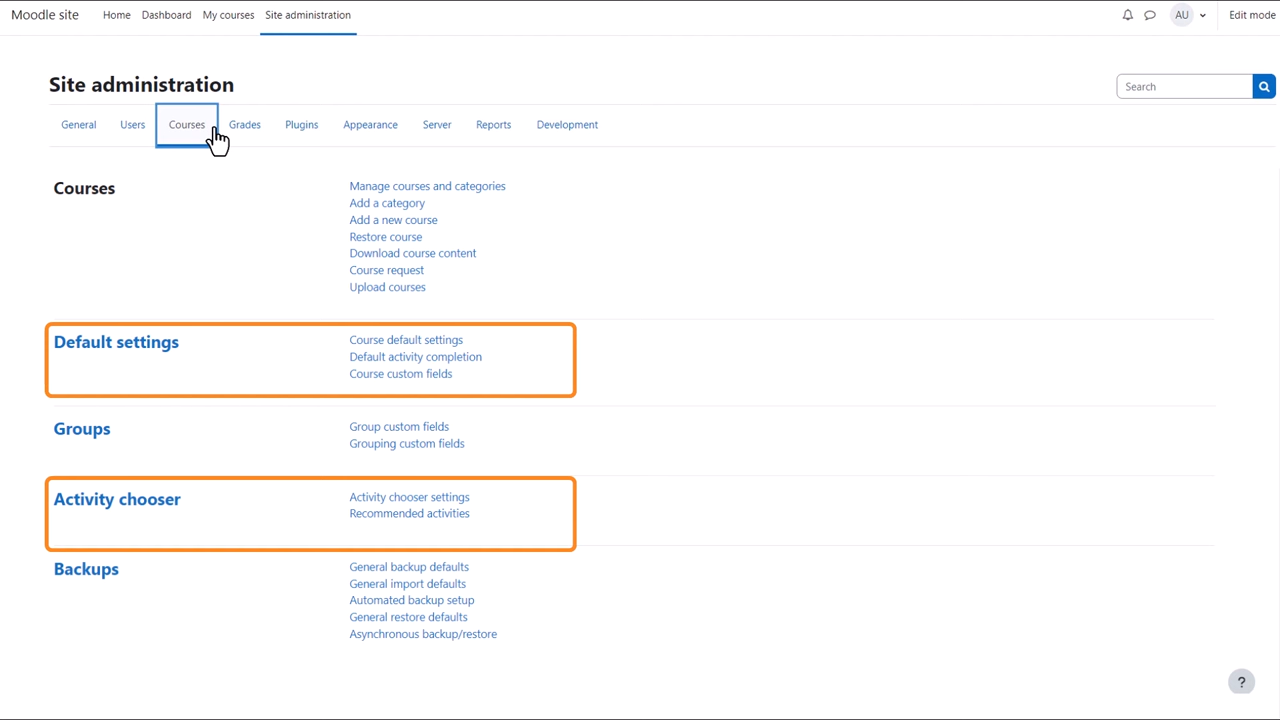 Moodle site
Home
Dashboard
My courses
Site administration
AU
Edit mode
Site administration
Search
General
Users
Courses
Grades
Plugins
Appearance
Server
Reports
Development
Courses
Manage courses and categories
Add a category
Add a new course
Restore course
Download course content
Course request
Upload courses
Default settings
Course default settings
Default activity completion
Course custom fields
Groups
Group custom fields
Grouping custom fields
Activity chooser
Activity chooser settings
Recommended activities
Backups
General backup defaults
General import defaults
Automated backup setup
General restore defaults
Asynchronous backup/restore
?